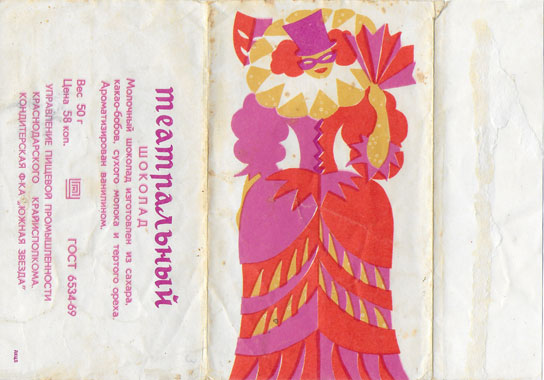 театральный
ШОКОЛАД
Молочный шоколад изготовлен из сахара,
какао-бобов, сухого молока и тертого ореха.
Ароматизирован ванилином.
Вес 50 г
Цена 58 коп.
ГОСТ 6534-69
УПРАВЛЕНИЕ ПИЩЕВОЙ ПРОМЫШЛЕННОСТИ
КРАСНОДАРСКОГО КРАЙИСПОЛКОМА
КОНДИТЕРСКАЯ Ф-КА „ЮЖНАЯ ЗВЕЗДА"